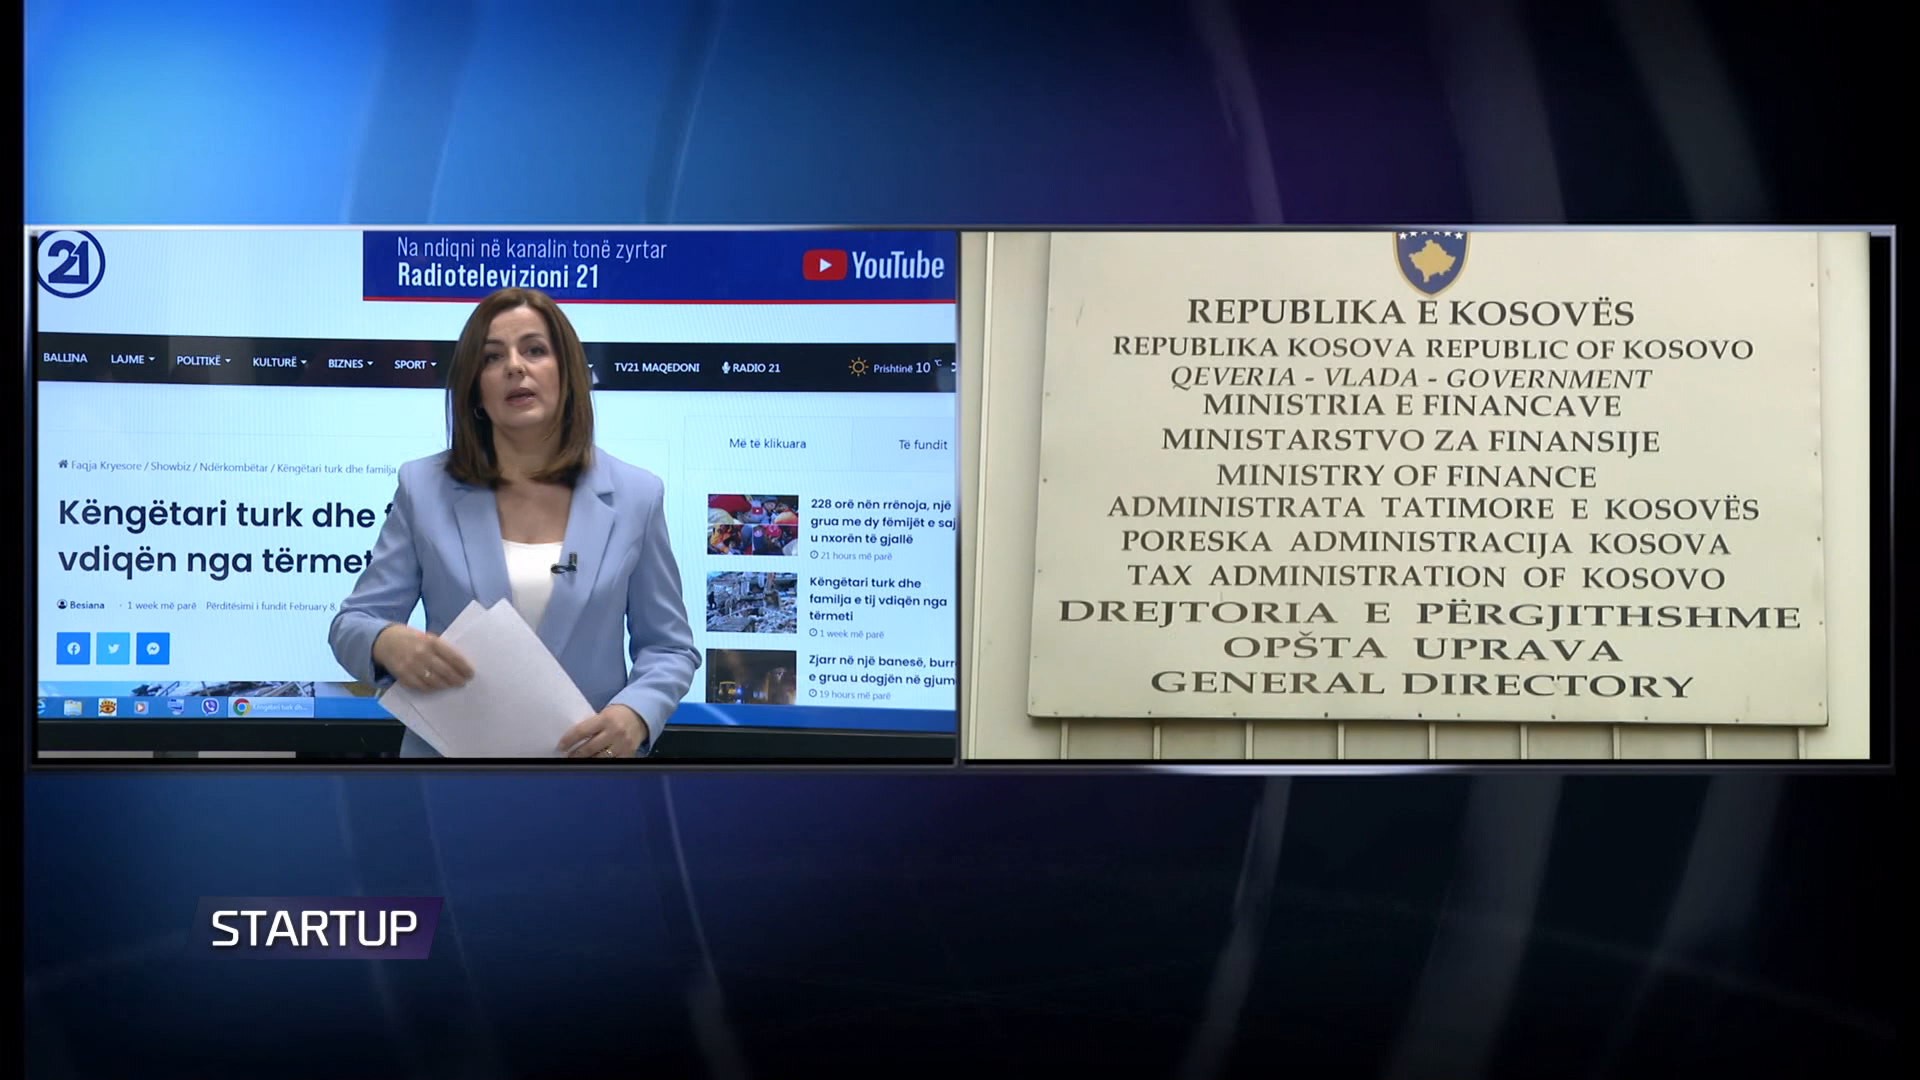 21
Na ndiqni në kanalin tonë zyrtar
Radiotelevizioni 21
YouTube
BALLINA LAJME POLITIKË KULTURË BIZNES SPORT TV21 MAQEDONI RADIO 21 Prishtinë 10 °C
Më të klikuara Të fundit
Faqja Kryesore / Showbiz / Ndërkombëtar / Këngëtari turk dhe familja
Këngëtari turk dhe
vdiqën nga tërmet
Besiana · 1 week më parë Përditësimi i fundit February 8,
228 orë nën rrënoja, një
grua me dy fëmijët e saj
u nxorën të gjallë
21 hours më parë
Këngëtari turk dhe
familja e tij vdiqën nga
tërmeti
1 week më parë
Zjarr në një banesë, burr
e grua u dogjën në gjum
19 hours më parë
Këngëtari turk dh...
REPUBLIKA E KOSOVËS
REPUBLIKA KOSOVA REPUBLIC OF KOSOVO
QEVERIA - VLADA - GOVERNMENT
MINISTRIA E FINANCAVE
MINISTARSTVO ZA FINANSIJE
MINISTRY OF FINANCE
ADMINISTRATA TATIMORE E KOSOVËS
PORESKA ADMINISTRACIJA KOSOVA
TAX ADMINISTRATION OF KOSOVO
DREJTORIA E PËRGJITHSHME
OPŠTA UPRAVA
GENERAL DIRECTORY
STARTUP